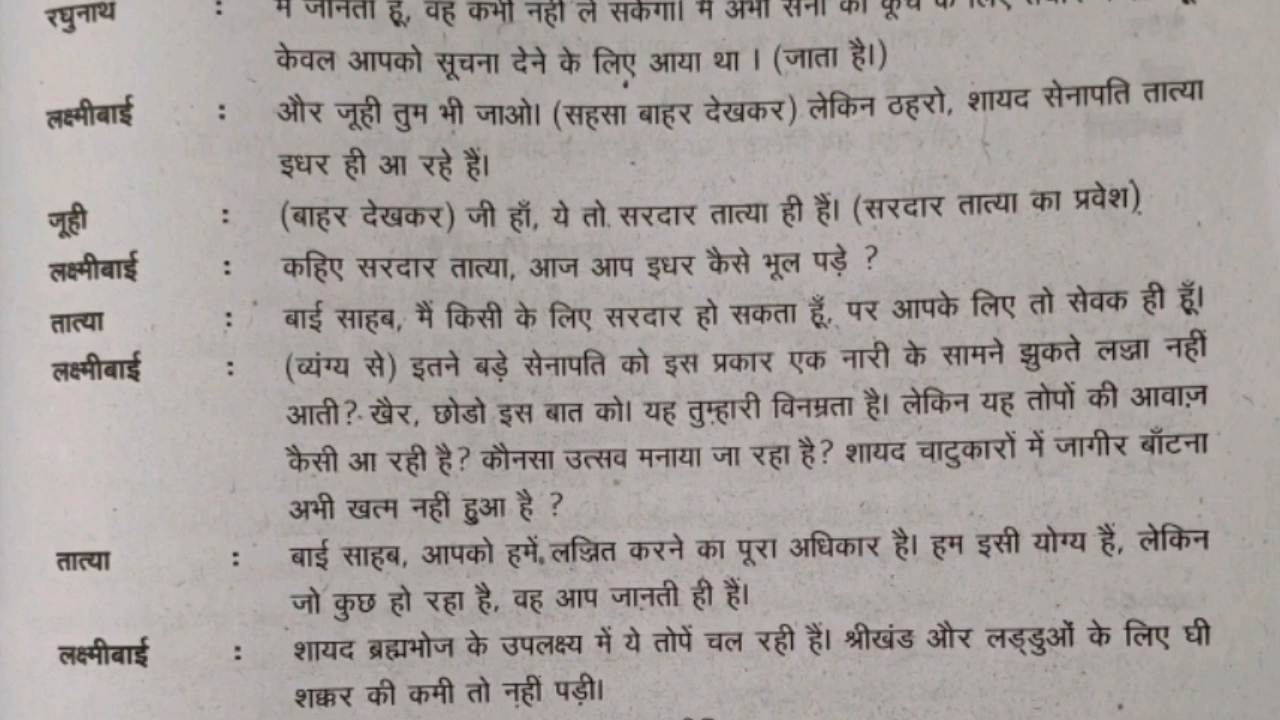 रघुनाथ : मैं जानता हूँ, वह कभी नहीं ले सकेगा। मैं अभी सेना को कूच के लिए
केवल आपको सूचना देने के लिए आया था । (जाता है।)
लक्ष्मीबाई : और जूही तुम भी जाओ। (सहसा बाहर देखकर) लेकिन ठहरो, शायद सेनापति तात्या
इधर ही आ रहे हैं।
जूही : (बाहर देखकर) जी हाँ, ये तो सरदार तात्या ही हैं। (सरदार तात्या का प्रवेश)
लक्ष्मीबाई : कहिए सरदार तात्या, आज आप इधर कैसे भूल पड़े ?
तात्या : बाई साहब, मैं किसी के लिए सरदार हो सकता हूँ, पर आपके लिए तो सेवक ही हूँ।
लक्ष्मीबाई : (व्यंग्य से) इतने बड़े सेनापति को इस प्रकार एक नारी के सामने झुकते लज्जा नहीं
आती? खैर, छोडो इस बात को। यह तुम्हारी विनम्रता है। लेकिन यह तोपों की आवाज़
कैसी आ रही है? कौनसा उत्सव मनाया जा रहा है? शायद चाटुकारों में जागीर बाँटना
अभी खत्म नहीं हुआ है ?
तात्या : बाई साहब, आपको हमें लज्जित करने का पूरा अधिकार है। हम इसी योग्य हैं, लेकिन
जो कुछ हो रहा है, वह आप जानती ही हैं।
लक्ष्मीबाई : शायद ब्रह्मभोज के उपलक्ष्य में ये तोपें चल रही हैं। श्रीखंड और लड्डुओं के लिए घी
शक्कर की कमी तो नहीं पड़ी।